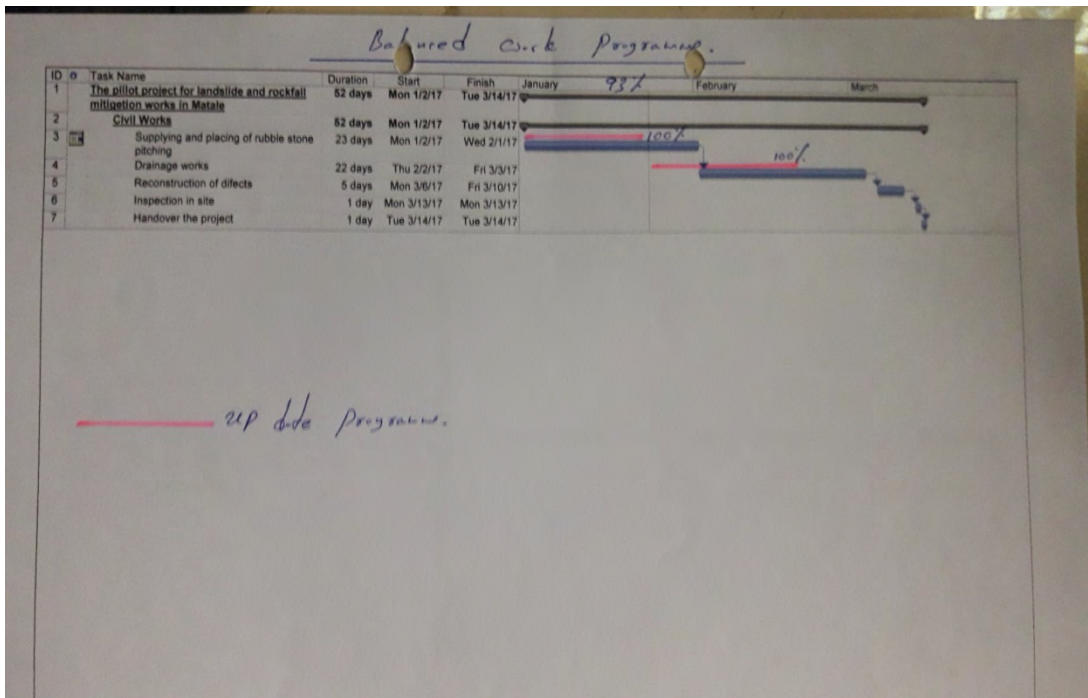 work Programme.
ID Task Name Duration Start Finish January 93% February March
1 The pillot project for landslide and rockfall mitigation works in Matale 52 days Mon 1/2/17 Tue 3/14/17
2 Civil Works 52 days Mon 1/2/17 Tue 3/14/17
3 Supplying and placing of rubble stone pitching 23 days Mon 1/2/17 Wed 2/1/17 100%
4 Drainage works 22 days Thu 2/2/17 Fri 3/3/17 100%
5 Reconstruction of difects 5 days Mon 3/6/17 Fri 3/10/17
6 Inspection in site 1 day Mon 3/13/17 Mon 3/13/17
7 Handover the project 1 day Tue 3/14/17 Tue 3/14/17
up date Programme.